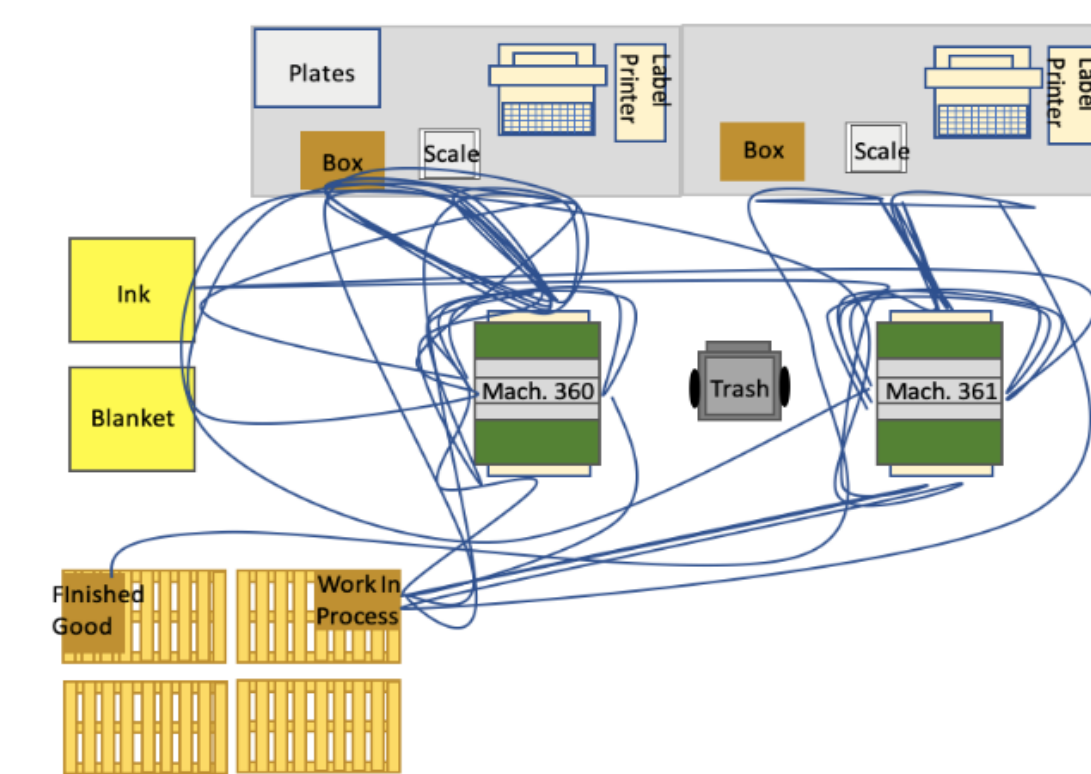 Plates
Label
Printer
Label
Printer
Box
Scale
Box
Scale
Ink
Mach. 360
Trash
Mach. 361
Blanket
FInished
Good
Work In
Process